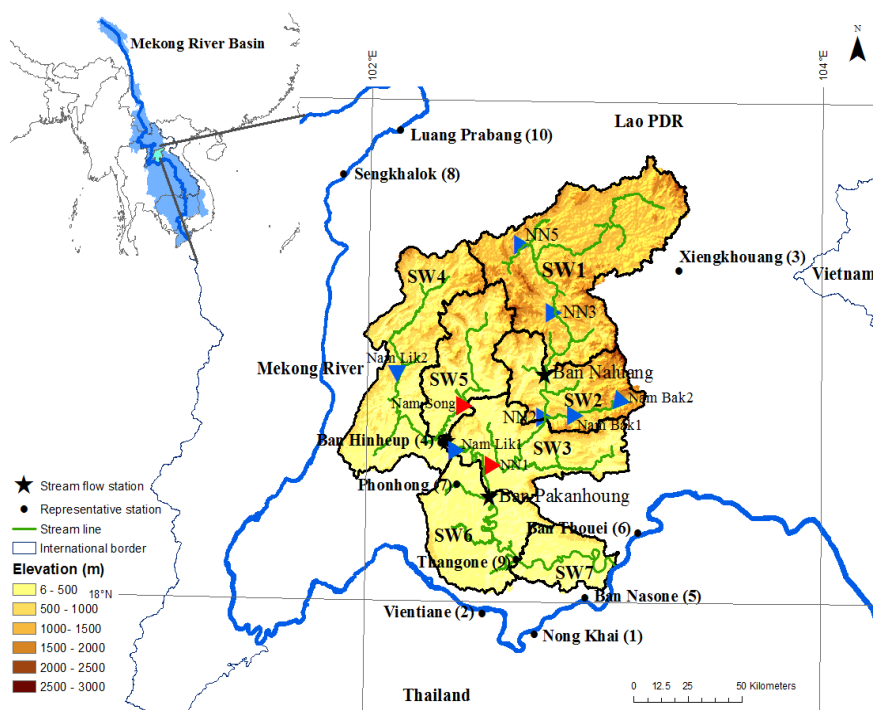 Mekong River Basin
102°E
104°E
N
Luang Prabang (10)
Lao PDR
Sengkhalok (8)
NN5
Xiengkhouang (3)
SW4
SW1
Vietnam
NN3
Mekong River
Nam Lik2
Ban Naluang
SW5
SW2
Nam Bak2
Nam Song
NN2
Nam Bak1
Ban Hinheup (4)
Nam Lik1
SW3
NN1
Phonhong (7)
Ban Pakanhoung
Ban Thouei (6)
SW6
Thangone (9)
SW7
Stream flow station
Representative station
Stream line
International border
Elevation (m)
6 - 500
18°N
500 - 1000
1000 - 1500
1500 - 2000
2000 - 2500
2500 - 3000
Ban Nasone (5)
Vientiane (2)
Nong Khai (1)
Thailand
0 12.5 25 50 Kilometers